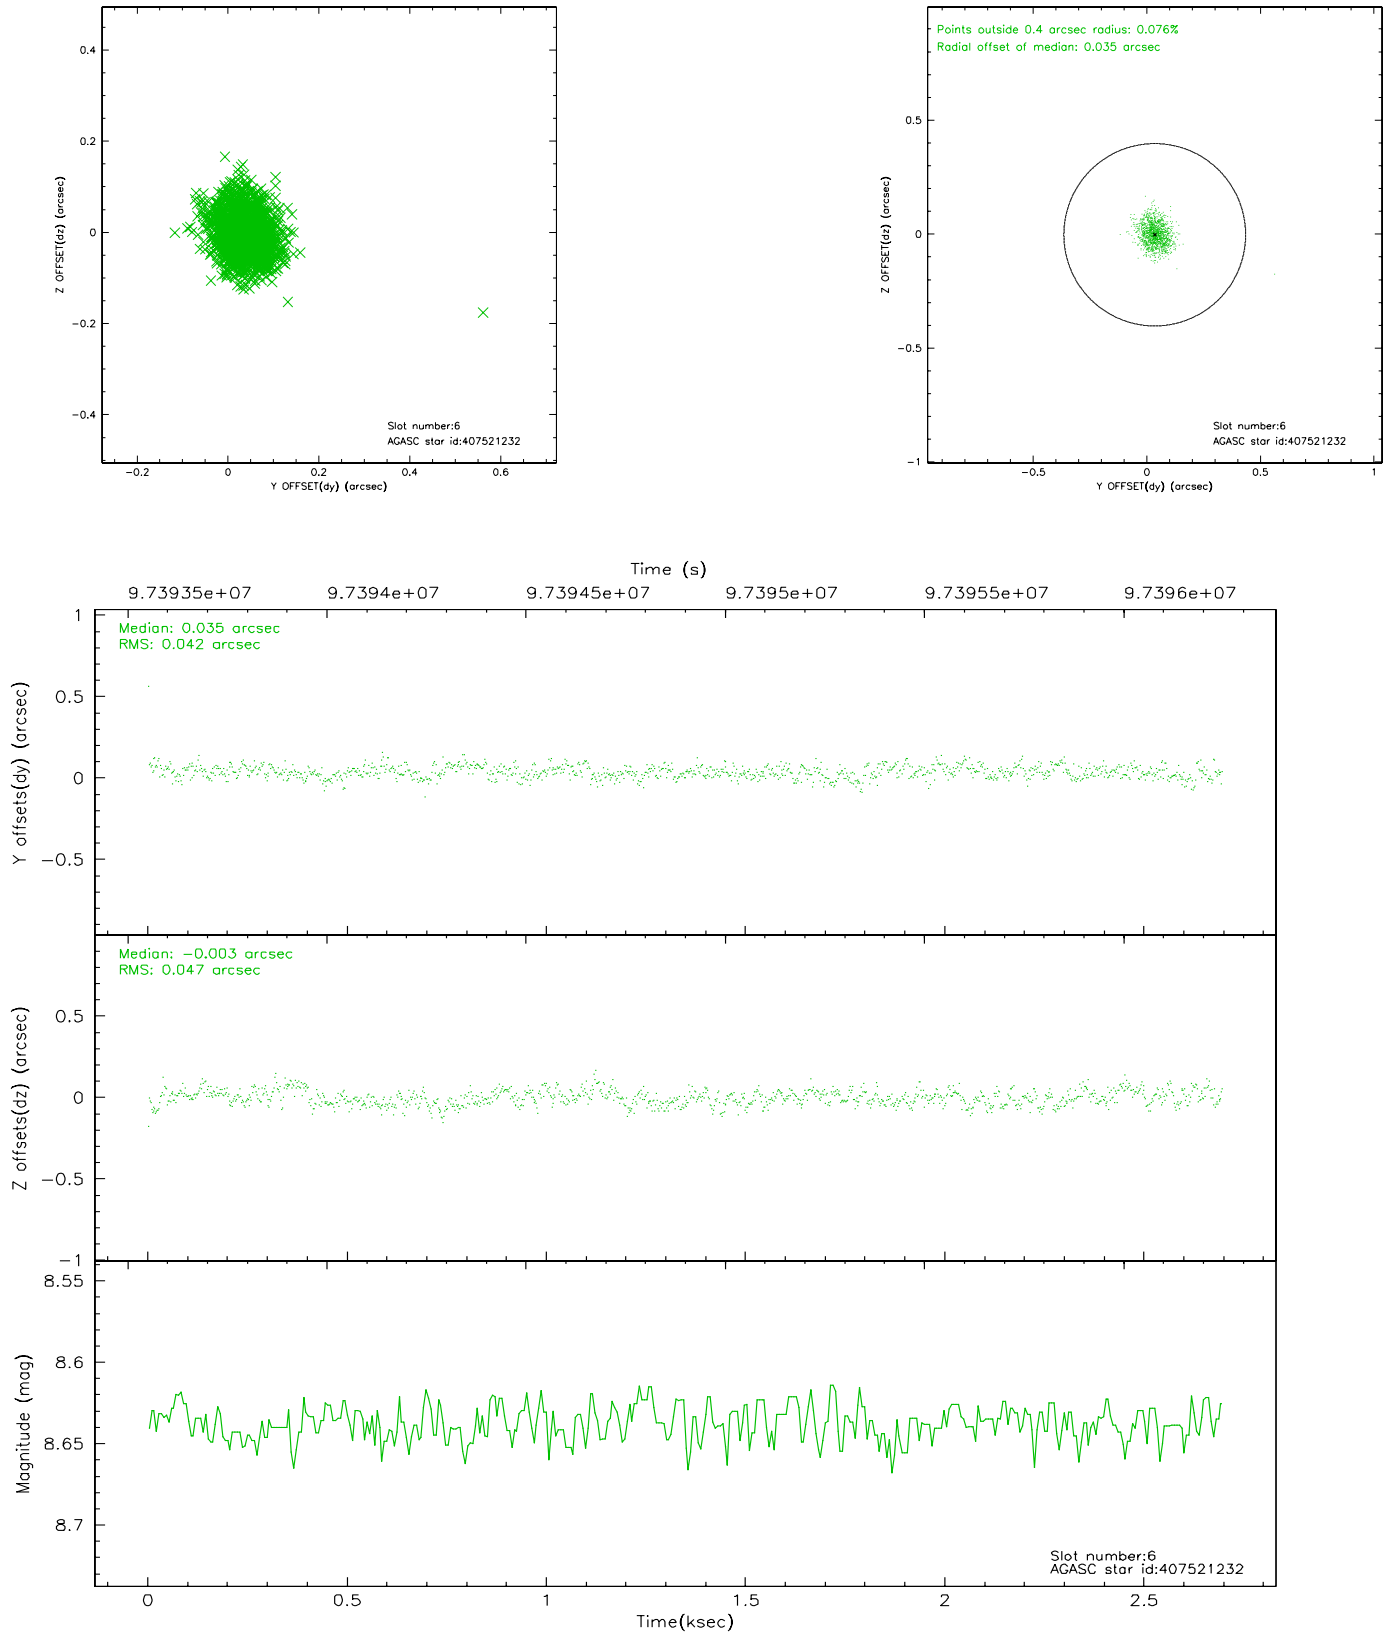 0.4
0.2
0
−0.2
−0.4
Z OFFSET(dz) (arcsec)
Slot number:6
AGASC star id:407521232
−0.2 0 0.2 0.4 0.6
Y OFFSET(dy) (arcsec)
Points outside 0.4 arcsec radius: 0.076%
Radial offset of median: 0.035 arcsec
0.5
0
−0.5
−1
Z OFFSET(dz) (arcsec)
Slot number:6
AGASC star id:407521232
−0.5 0 0.5 1
Y OFFSET(dy) (arcsec)
Time (s)
9.73935e+07 9.7394e+07 9.73945e+07 9.7395e+07 9.73955e+07 9.7396e+07
Median: 0.035 arcsec
RMS: 0.042 arcsec
1
0.5
0
−0.5
Y offsets(dy) (arcsec)
Median: −0.003 arcsec
RMS: 0.047 arcsec
0.5
0
−0.5
−1
Z offsets(dz) (arcsec)
8.55
8.6
8.65
8.7
Magnitude (mag)
Slot number:6
AGASC star id:407521232
0 0.5 1 1.5 2 2.5
Time(ksec)